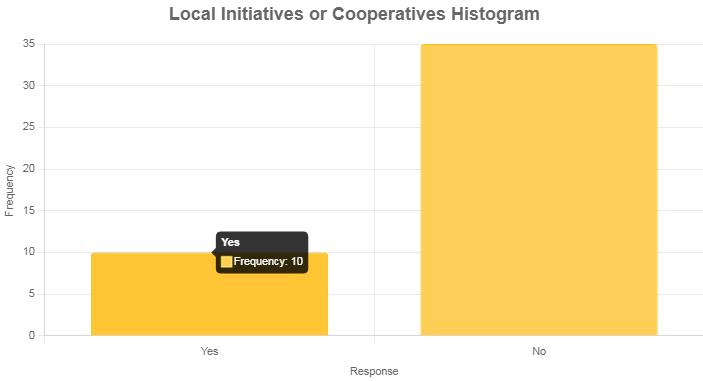 Local Initiatives or Cooperatives Histogram
35
30
25
20
15
10
5
0
Frequency
Yes
Frequency: 10
Yes
No
Response